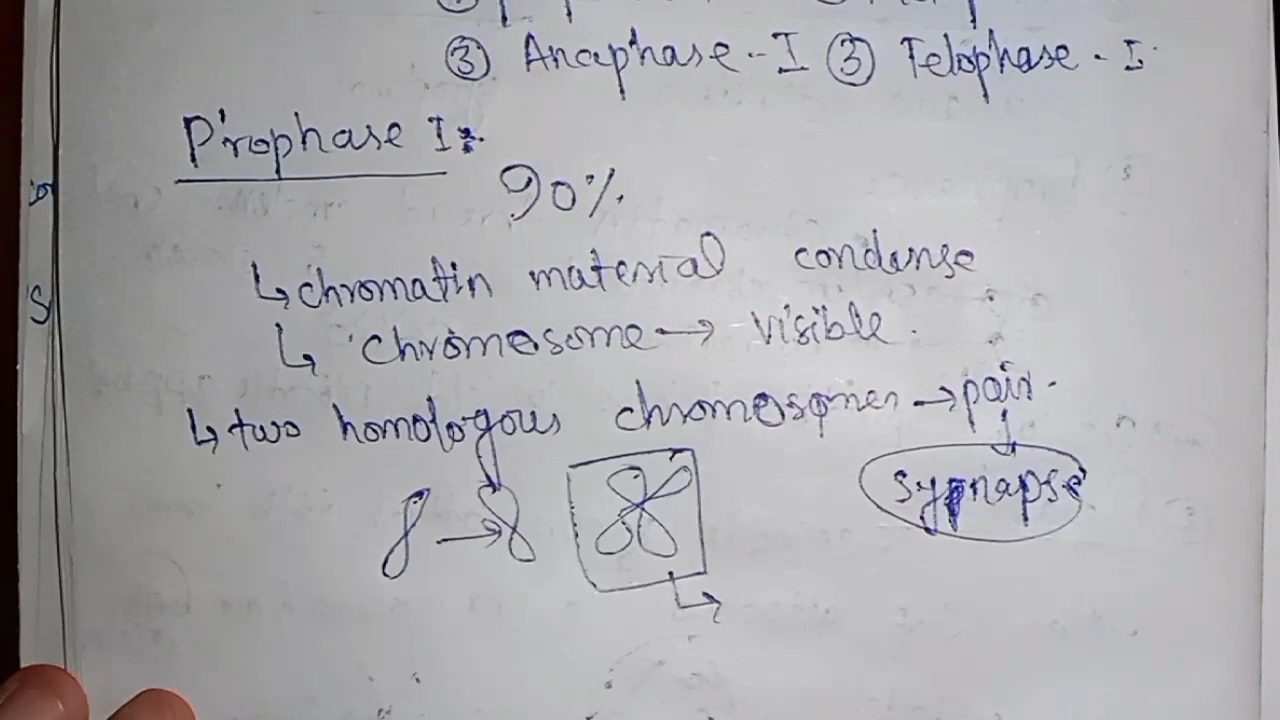 ③ Anaphase - I ③ Telophase - I
Prophase I:
90%
↳ chromatin material condense
↳ chromosome → visible.
↳ two homologous chromosomes → pair.
synapse